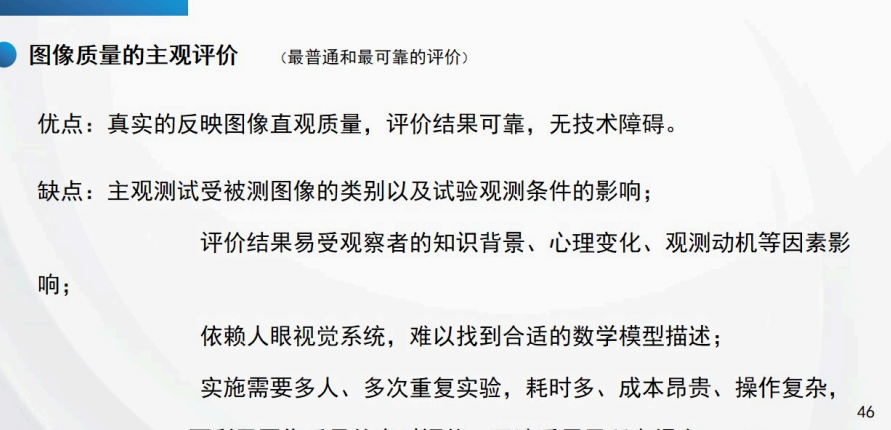 图像质量的主观评价 （最普通和最可靠的评价）
优点：真实的反映图像直观质量，评价结果可靠，无技术障碍。
缺点：主观测试受被测图像的类别以及试验观测条件的影响；
评价结果易受观察者的知识背景、心理变化、观测动机等因素影
响；
依赖人眼视觉系统，难以找到合适的数学模型描述；
实施需要多人、多次重复实验，耗时多、成本昂贵、操作复杂，
46